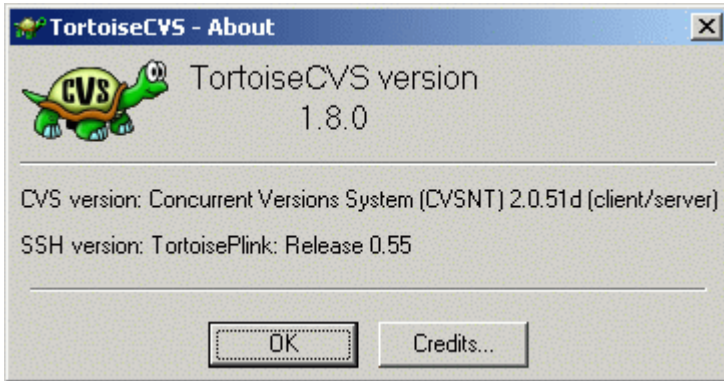 TortoiseCVS - About
CVS
TortoiseCVS version
1.8.0
CVS version: Concurrent Versions System (CVSNT) 2.0.51d (client/server)
SSH version: TortoisePlink: Release 0.55
OK
Credits...